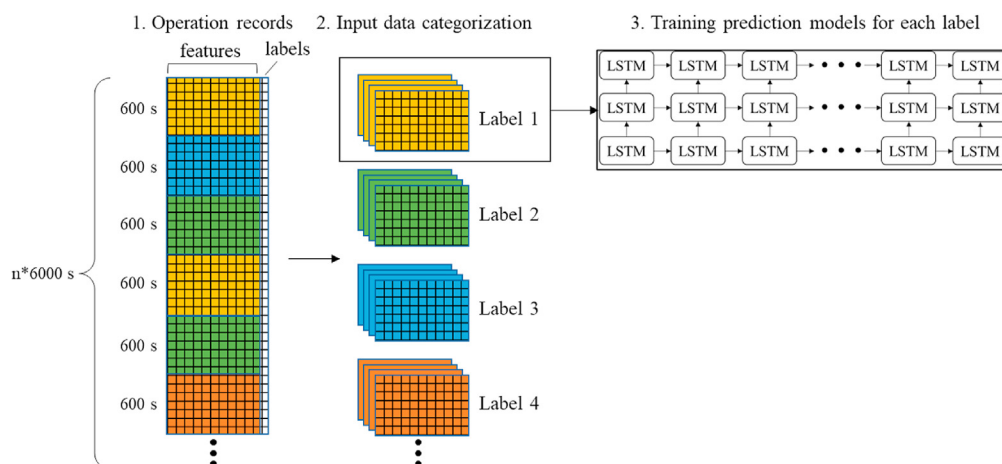 1. Operation records
2. Input data categorization
3. Training prediction models for each label
features
labels
600 s
600 s
600 s
600 s
600 s
600 s
n*6000 s
Label 1
Label 2
Label 3
Label 4
LSTM LSTM LSTM LSTM LSTM
LSTM LSTM LSTM LSTM LSTM
LSTM LSTM LSTM LSTM LSTM